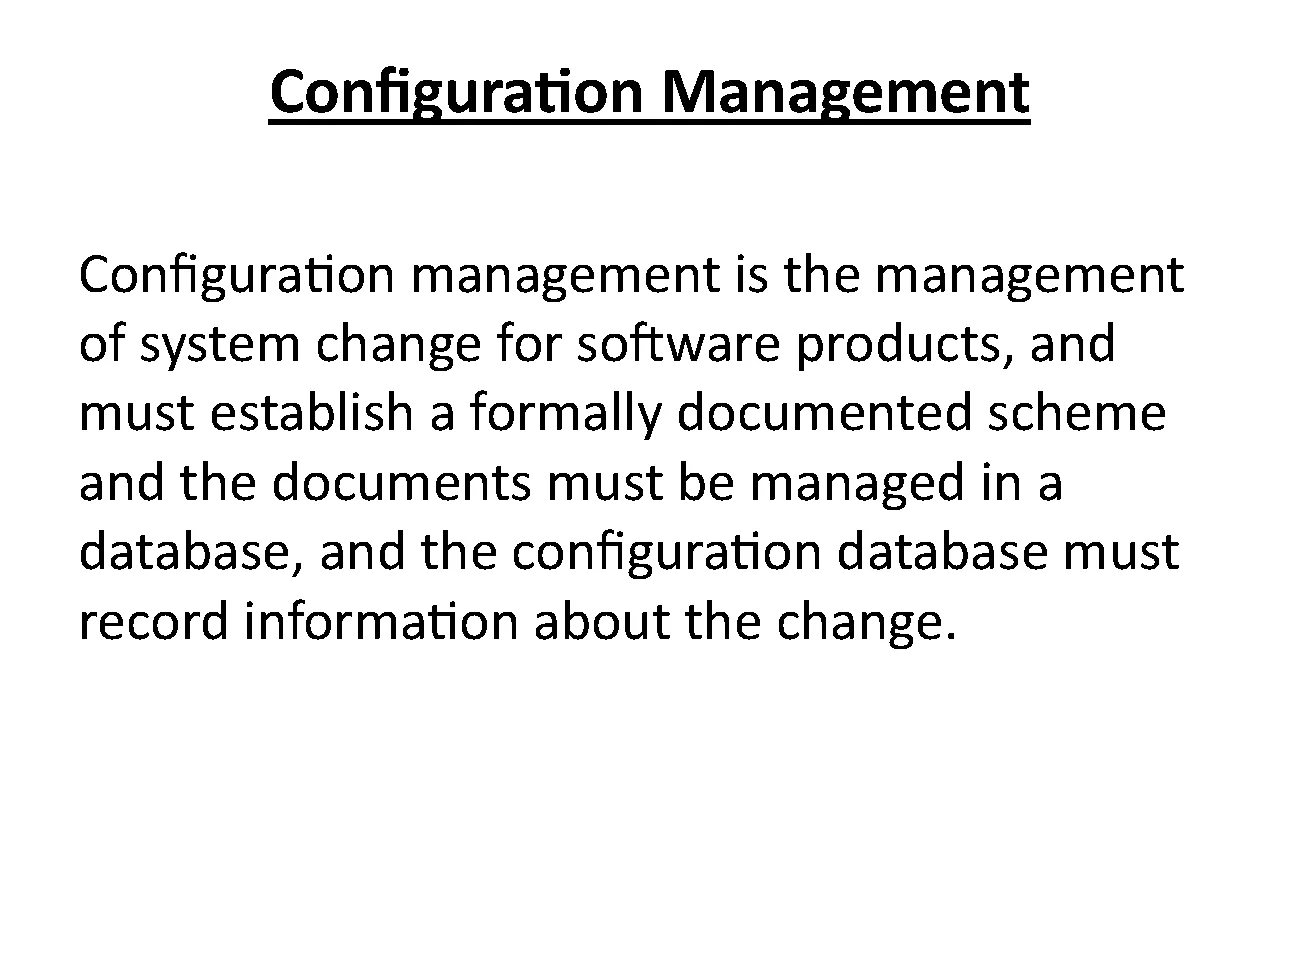 Configuration Management
Configuration management is the management
of system change for software products, and
must establish a formally documented scheme
and the documents must be managed in a
database, and the configuration database must
record information about the change.